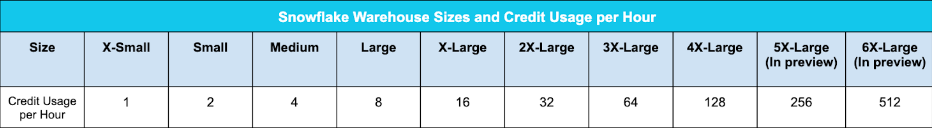 Snowflake Warehouse Sizes and Credit Usage per Hour
Size X-Small Small Medium Large X-Large 2X-Large 3X-Large 4X-Large 5X-Large (In preview) 6X-Large (In preview)
Credit Usage per Hour 1 2 4 8 16 32 64 128 256 512